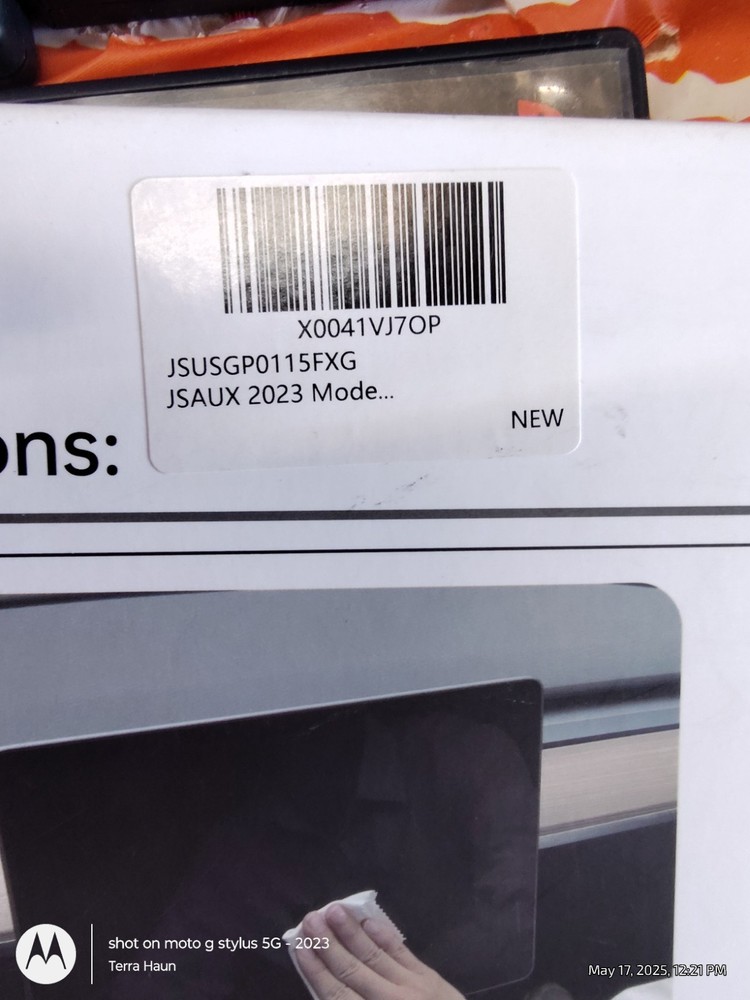 X0041VJ7OP
JSUSGP0115FXG
JSAUX 2023 Mode...
NEW
ons:
shot on moto g stylus 5G - 2023
Terra Haun
May 17, 2025, 12:21 PM